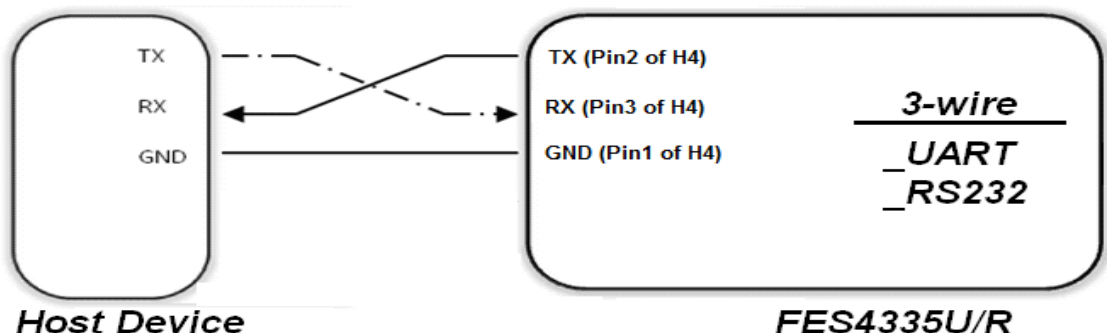 TX
RX
GND
Host Device
TX (Pin2 of H4)
RX (Pin3 of H4)
GND (Pin1 of H4)
3-wire
_UART
_RS232
FES4335U/R